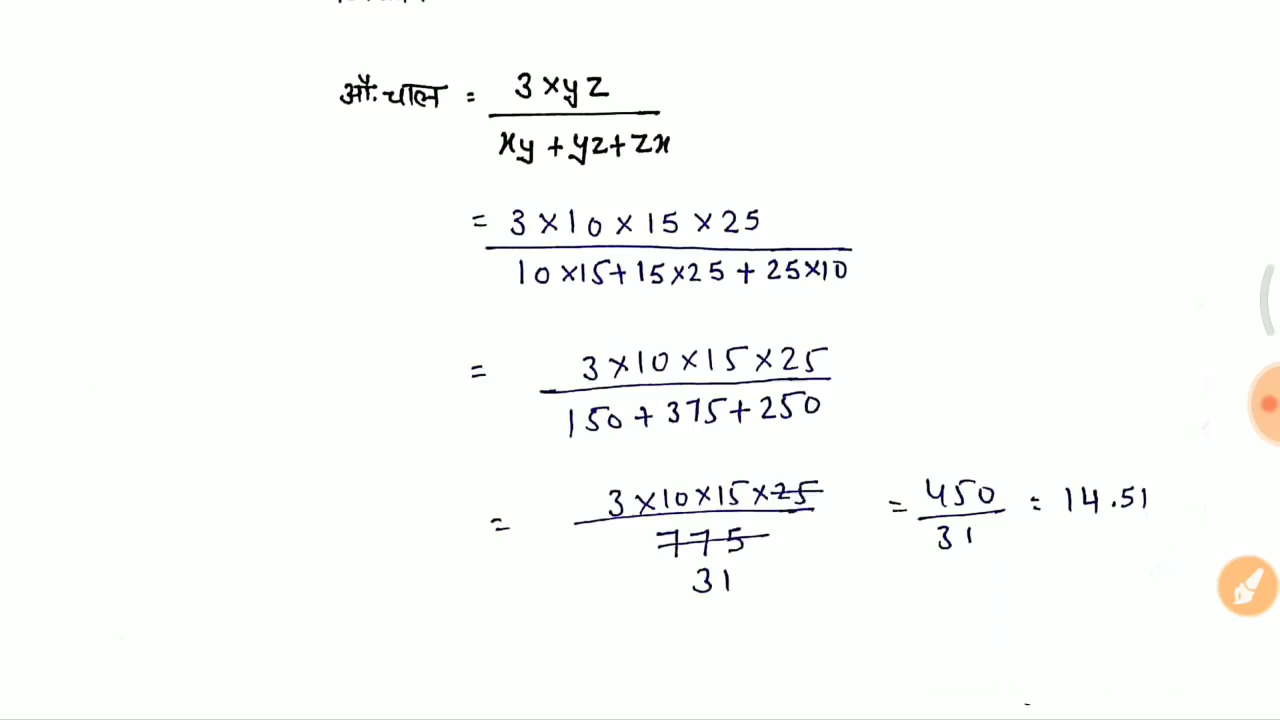 औ. चाल = 3xyz / xy + yz + zx
= 3 × 10 × 15 × 25 / 10 × 15 + 15 × 25 + 25 × 10
= 3 × 10 × 15 × 25 / 150 + 375 + 250
= 3 × 10 × 15 × 25 / 775 = 450 / 31 = 14.51
31